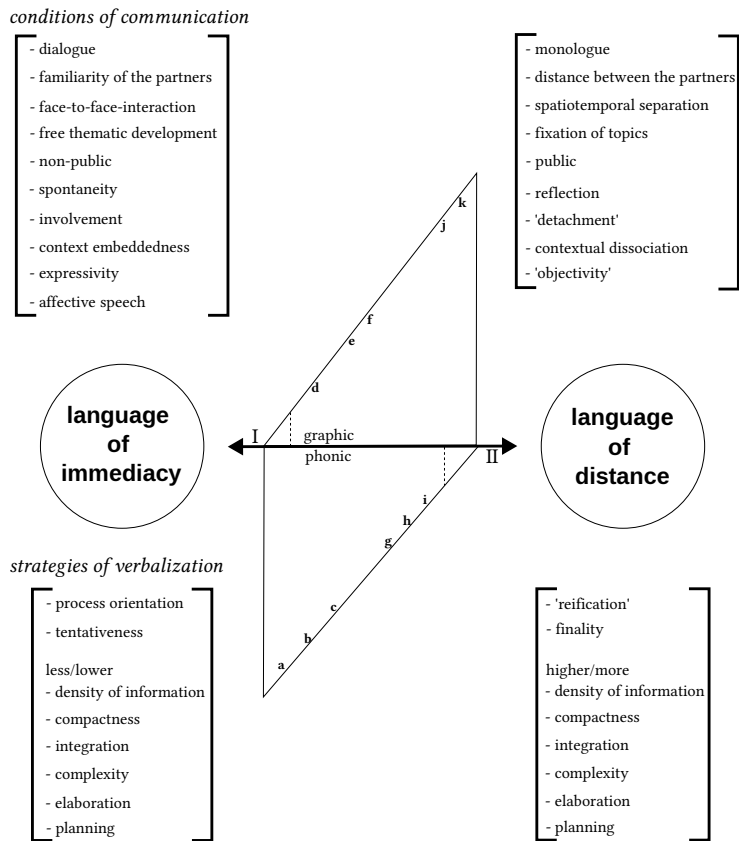 conditions of communication
- dialogue
- familiarity of the partners
- face-to-face-interaction
- free thematic development
- non-public
- spontaneity
- involvement
- context embeddedness
- expressivity
- affective speech
- monologue
- distance between the partners
- spatiotemporal separation
- fixation of topics
- public
- reflection
- 'detachment'
- contextual dissociation
- 'objectivity'
k
j
f
e
d
language
of
immediacy
I
graphic
phonic
II
language
of
distance
i
h
g
c
b
a
strategies of verbalization
- process orientation
- tentativeness
less/lower
- density of information
- compactness
- integration
- complexity
- elaboration
- planning
- 'reification'
- finality
higher/more
- density of information
- compactness
- integration
- complexity
- elaboration
- planning